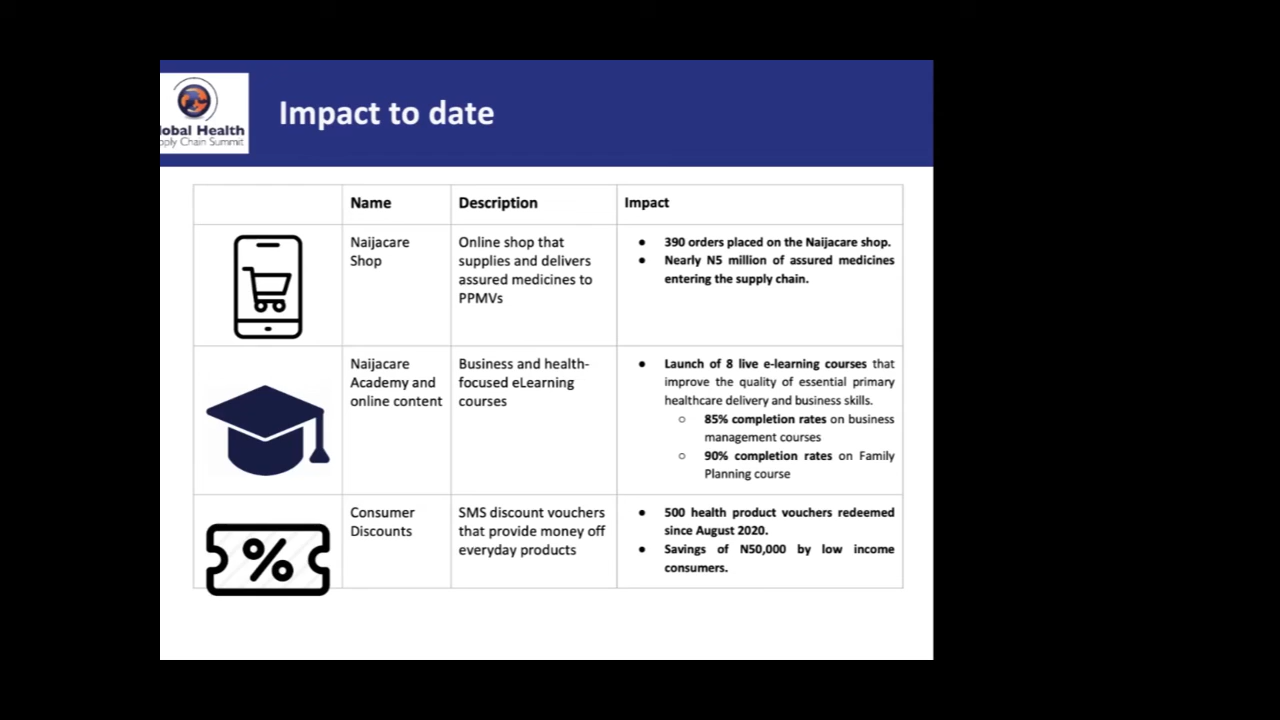 lobal Health
pply Chain Summit
Impact to date
Name
Description
Impact
Naijacare
Shop
Online shop that
supplies and delivers
assured medicines to
PPMVs
● 390 orders placed on the Naijacare shop.
● Nearly N5 million of assured medicines
entering the supply chain.
Naijacare
Academy and
online content
Business and health-
focused eLearning
courses
● Launch of 8 live e-learning courses that
improve the quality of essential primary
healthcare delivery and business skills.
○ 85% completion rates on business
management courses
○ 90% completion rates on Family
Planning course
%
Consumer
Discounts
SMS discount vouchers
that provide money off
everyday products
● 500 health product vouchers redeemed
since August 2020.
● Savings of N50,000 by low income
consumers.